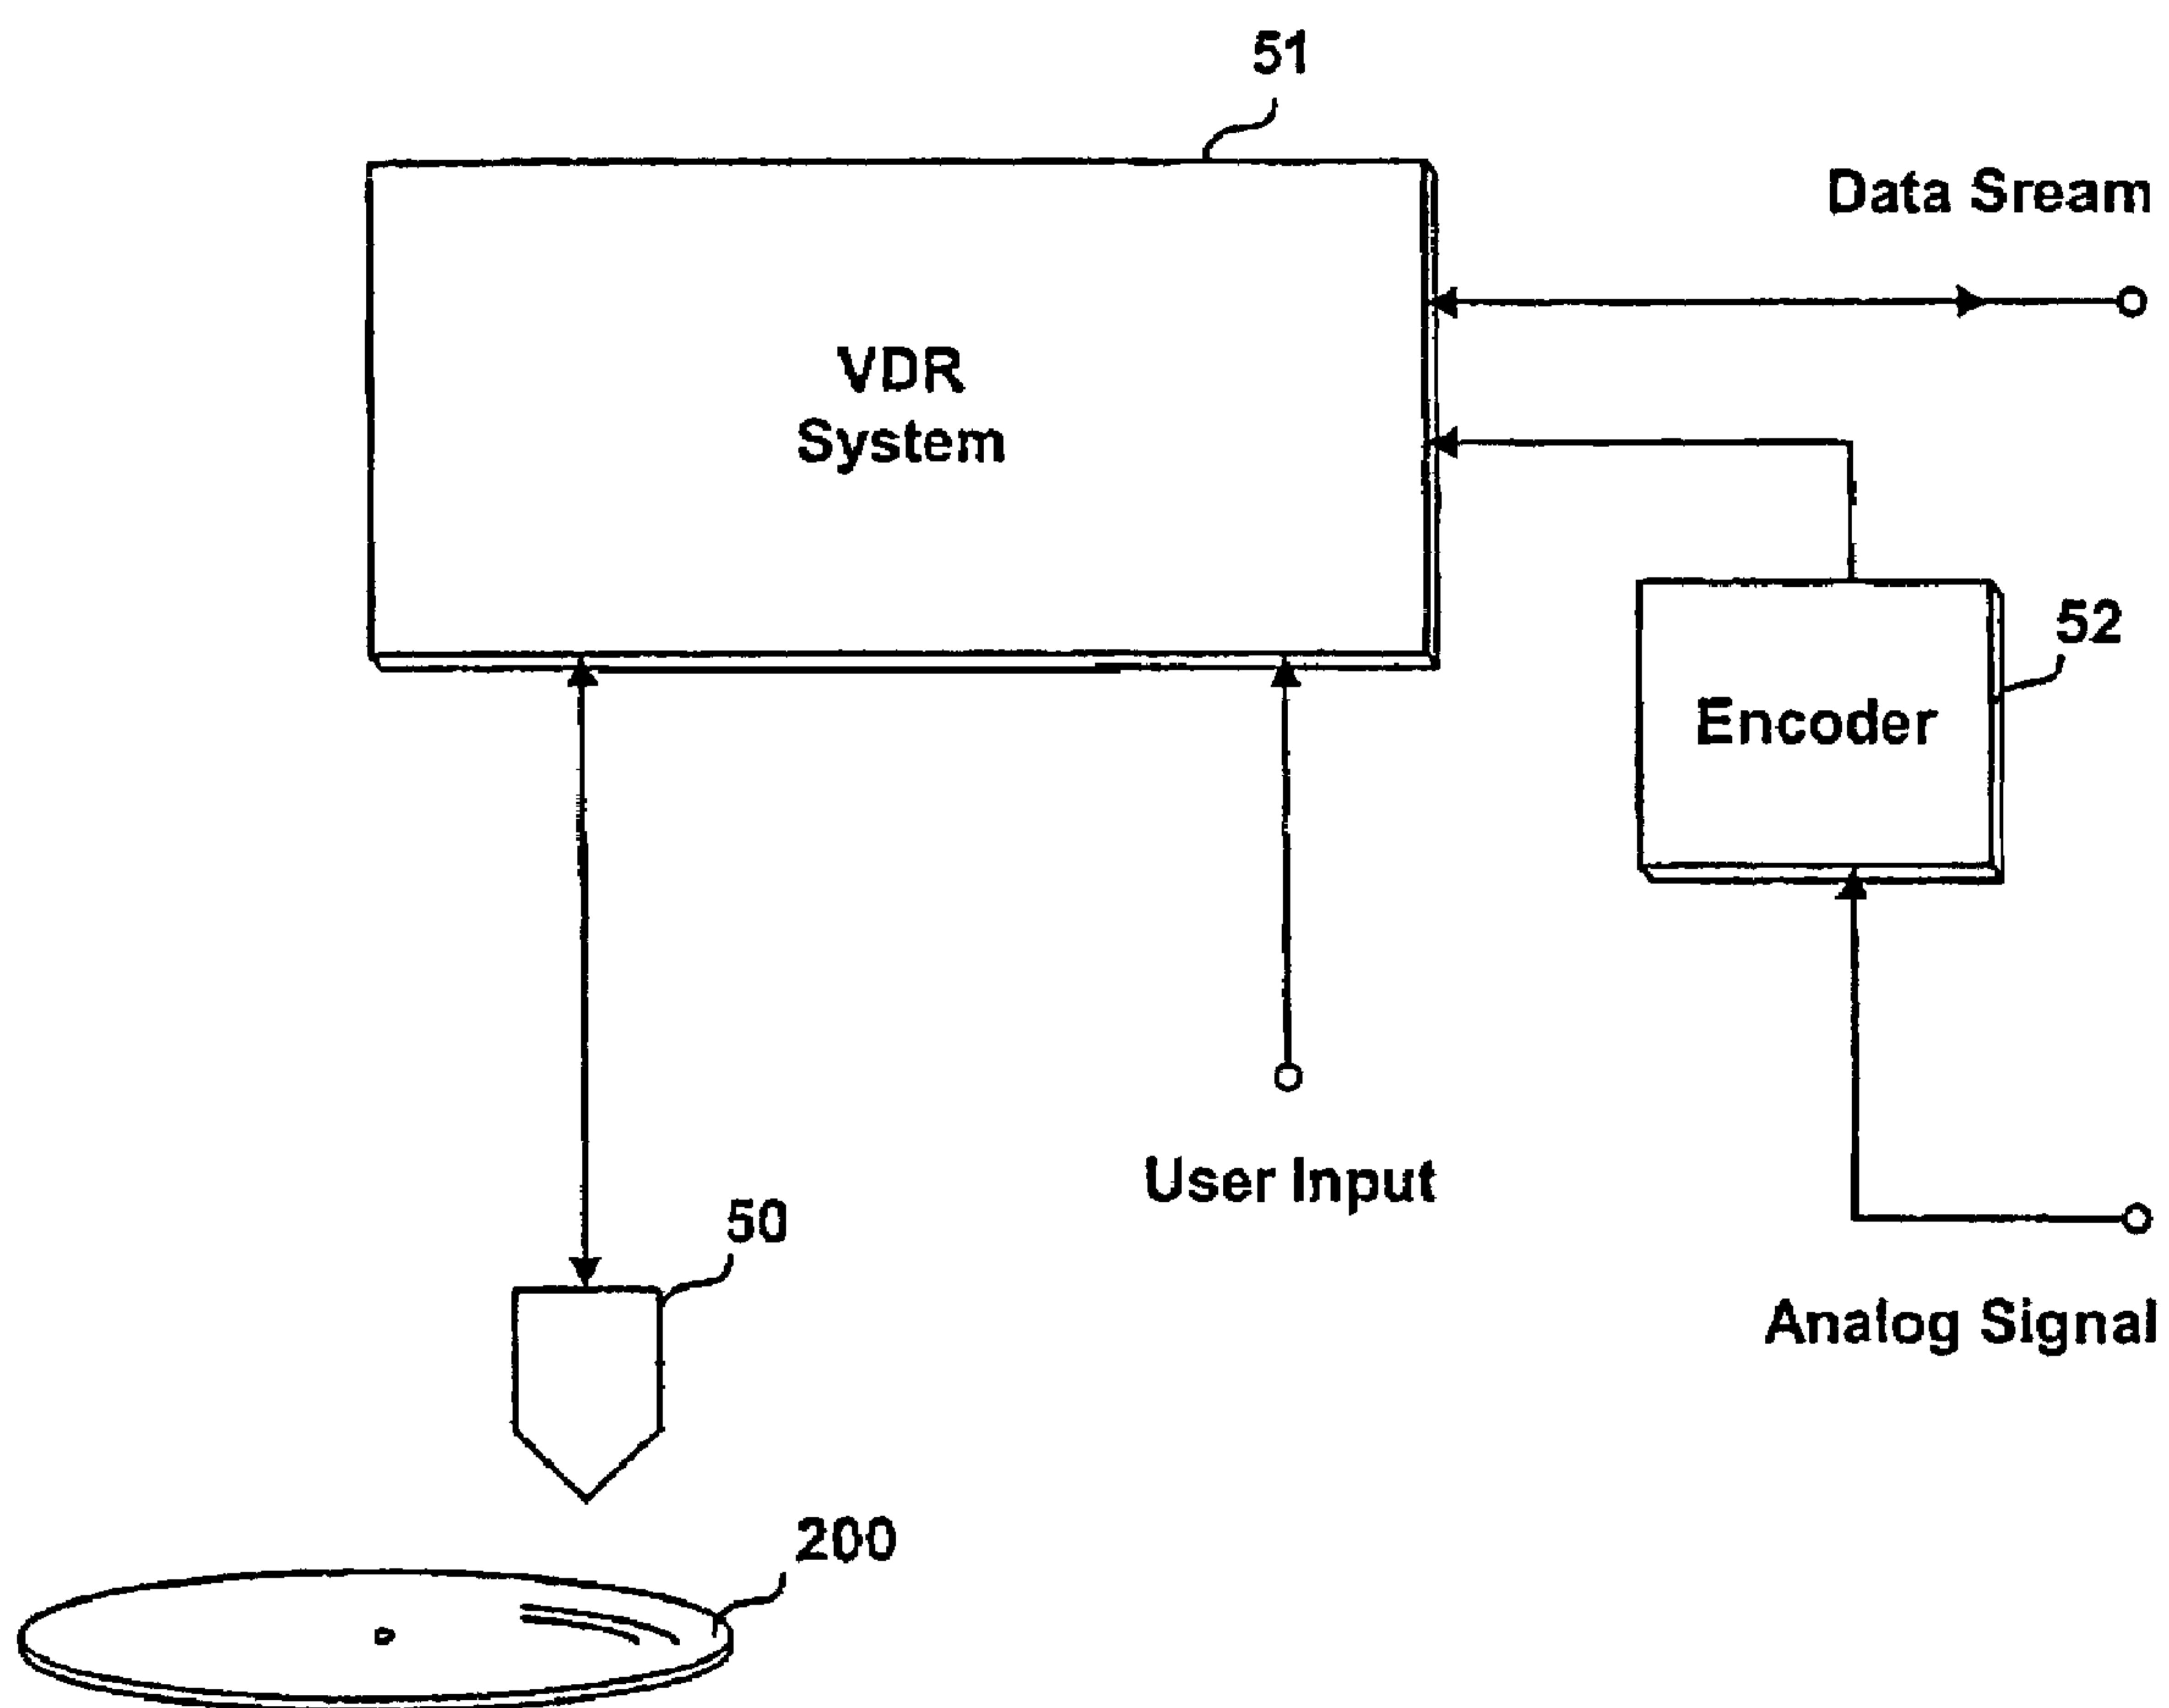 51
Data Sream
VDR
System
52
Encoder
User Input
50
Analog Signal
200